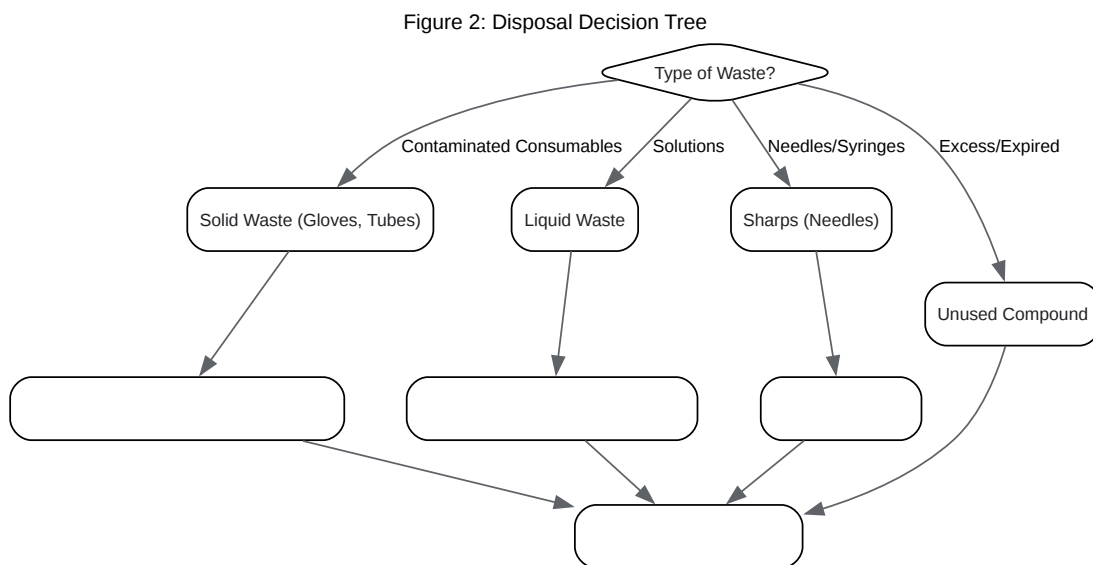 Figure 2: Disposal Decision Tree
Type of Waste?
Contaminated Consumables
Solutions
Needles/Syringes
Excess/Expired
Solid Waste (Gloves, Tubes)
Liquid Waste
Sharps (Needles)
Unused Compound